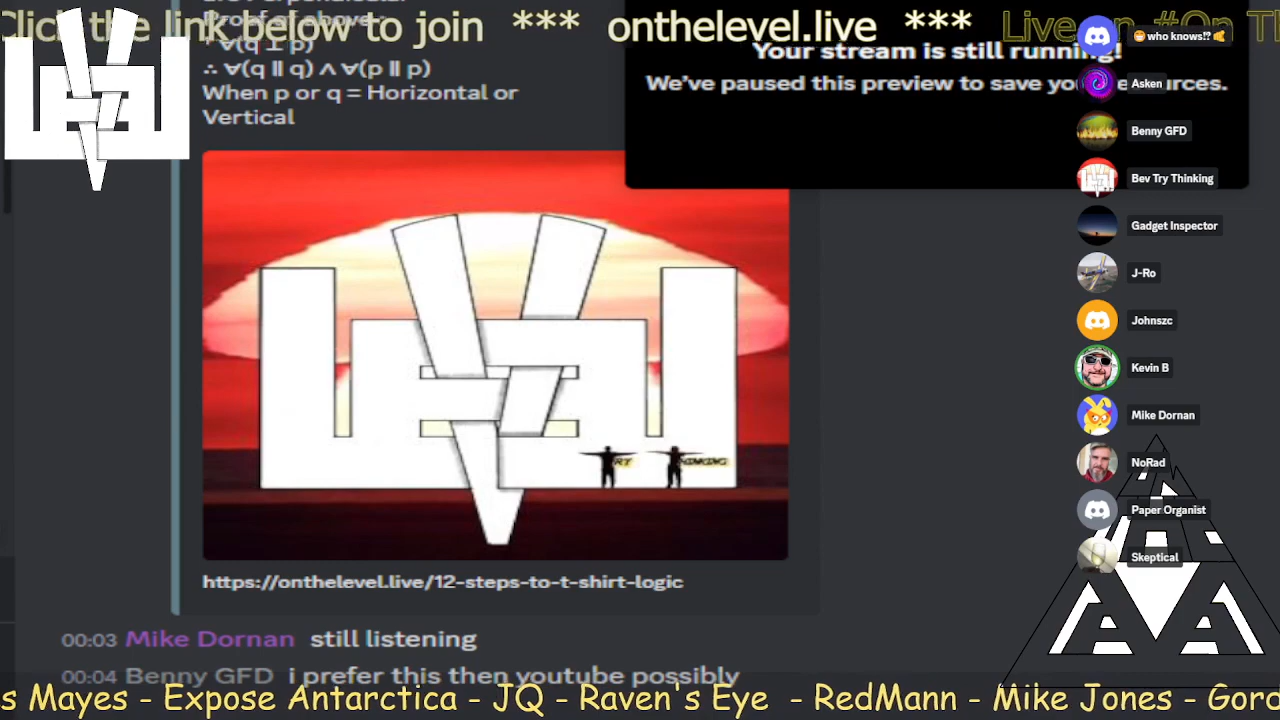 Click the link below to join *** onthelevel.live *** Live on #On Th
Proof of above:
∀(q ⊥ p)
∴ ∀(q ∥ q) ∧ ∀(p ∥ p)
When p or q = Horizontal or
Vertical
Your stream is still running!
We've paused this preview to save
who knows!?
Asken
Benny GFD
Bev Try Thinking
Gadget Inspector
J-Ro
Johnszc
Kevin B
Mike Dornan
NoRad
Paper Organist
Skeptical
https://onthelevel.live/12-steps-to-t-shirt-logic
00:03 Mike Dornan still listening
00:04 Benny GFD i prefer this then youtube possibly
s Mayes - Expose Antarctica - JQ - Raven's Eye - RedMann - Mike Jones - Gord